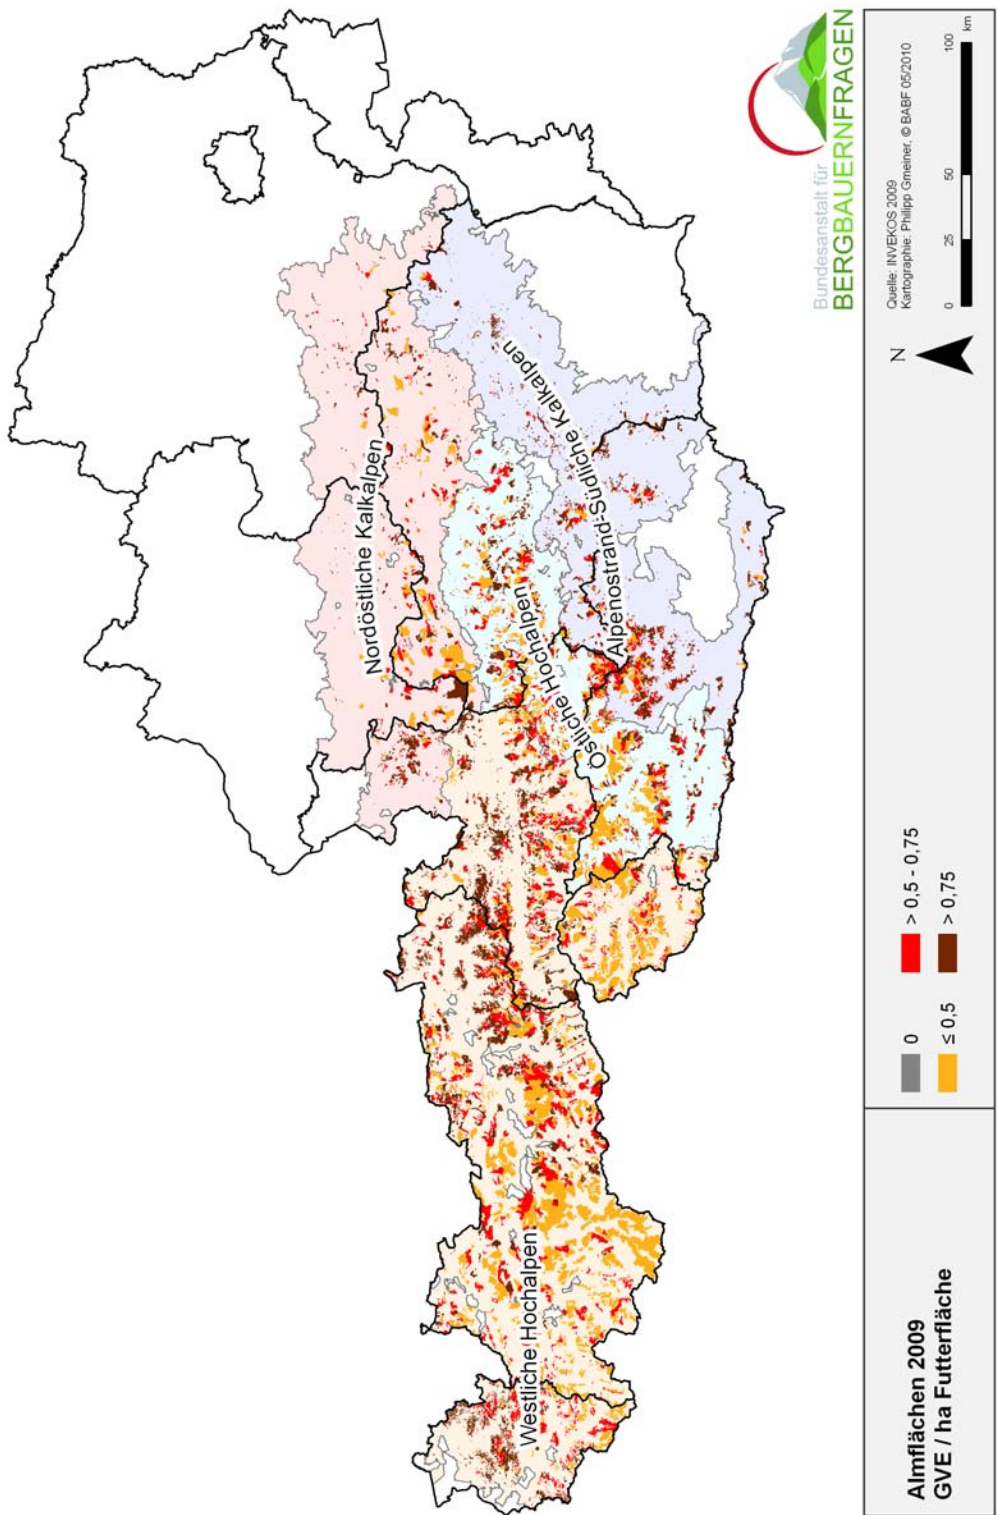 Nordöstliche Kalkalpen
Alpenostrand-Südliche Kalkalpen
Östliche Hochalpen
Westliche Hochalpen
Bundesanstalt für
BERGBAUERNFRAGEN
Almflächen 2009
GVE / ha Futterfläche
0
≤ 0,5
> 0,5 - 0,75
> 0,75
N
Quelle: INVEKOS 2009
Kartographie: Philipp Gmeiner, © BABF 05/2010
0 25 50 100
km